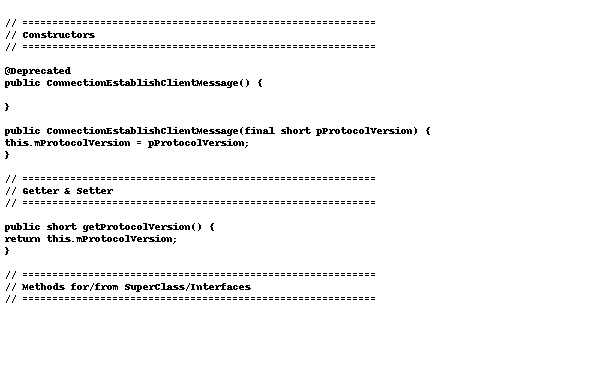 // ===========================================================
// Constructors
// ===========================================================
@Deprecated
public ConnectionEstablishClientMessage() {
}
public ConnectionEstablishClientMessage(final short pProtocolVersion) {
this.mProtocolVersion = pProtocolVersion;
}
// ===========================================================
// Getter & Setter
// ===========================================================
public short getProtocolVersion() {
return this.mProtocolVersion;
}
// ===========================================================
// Methods for/from SuperClass/Interfaces
// ===========================================================